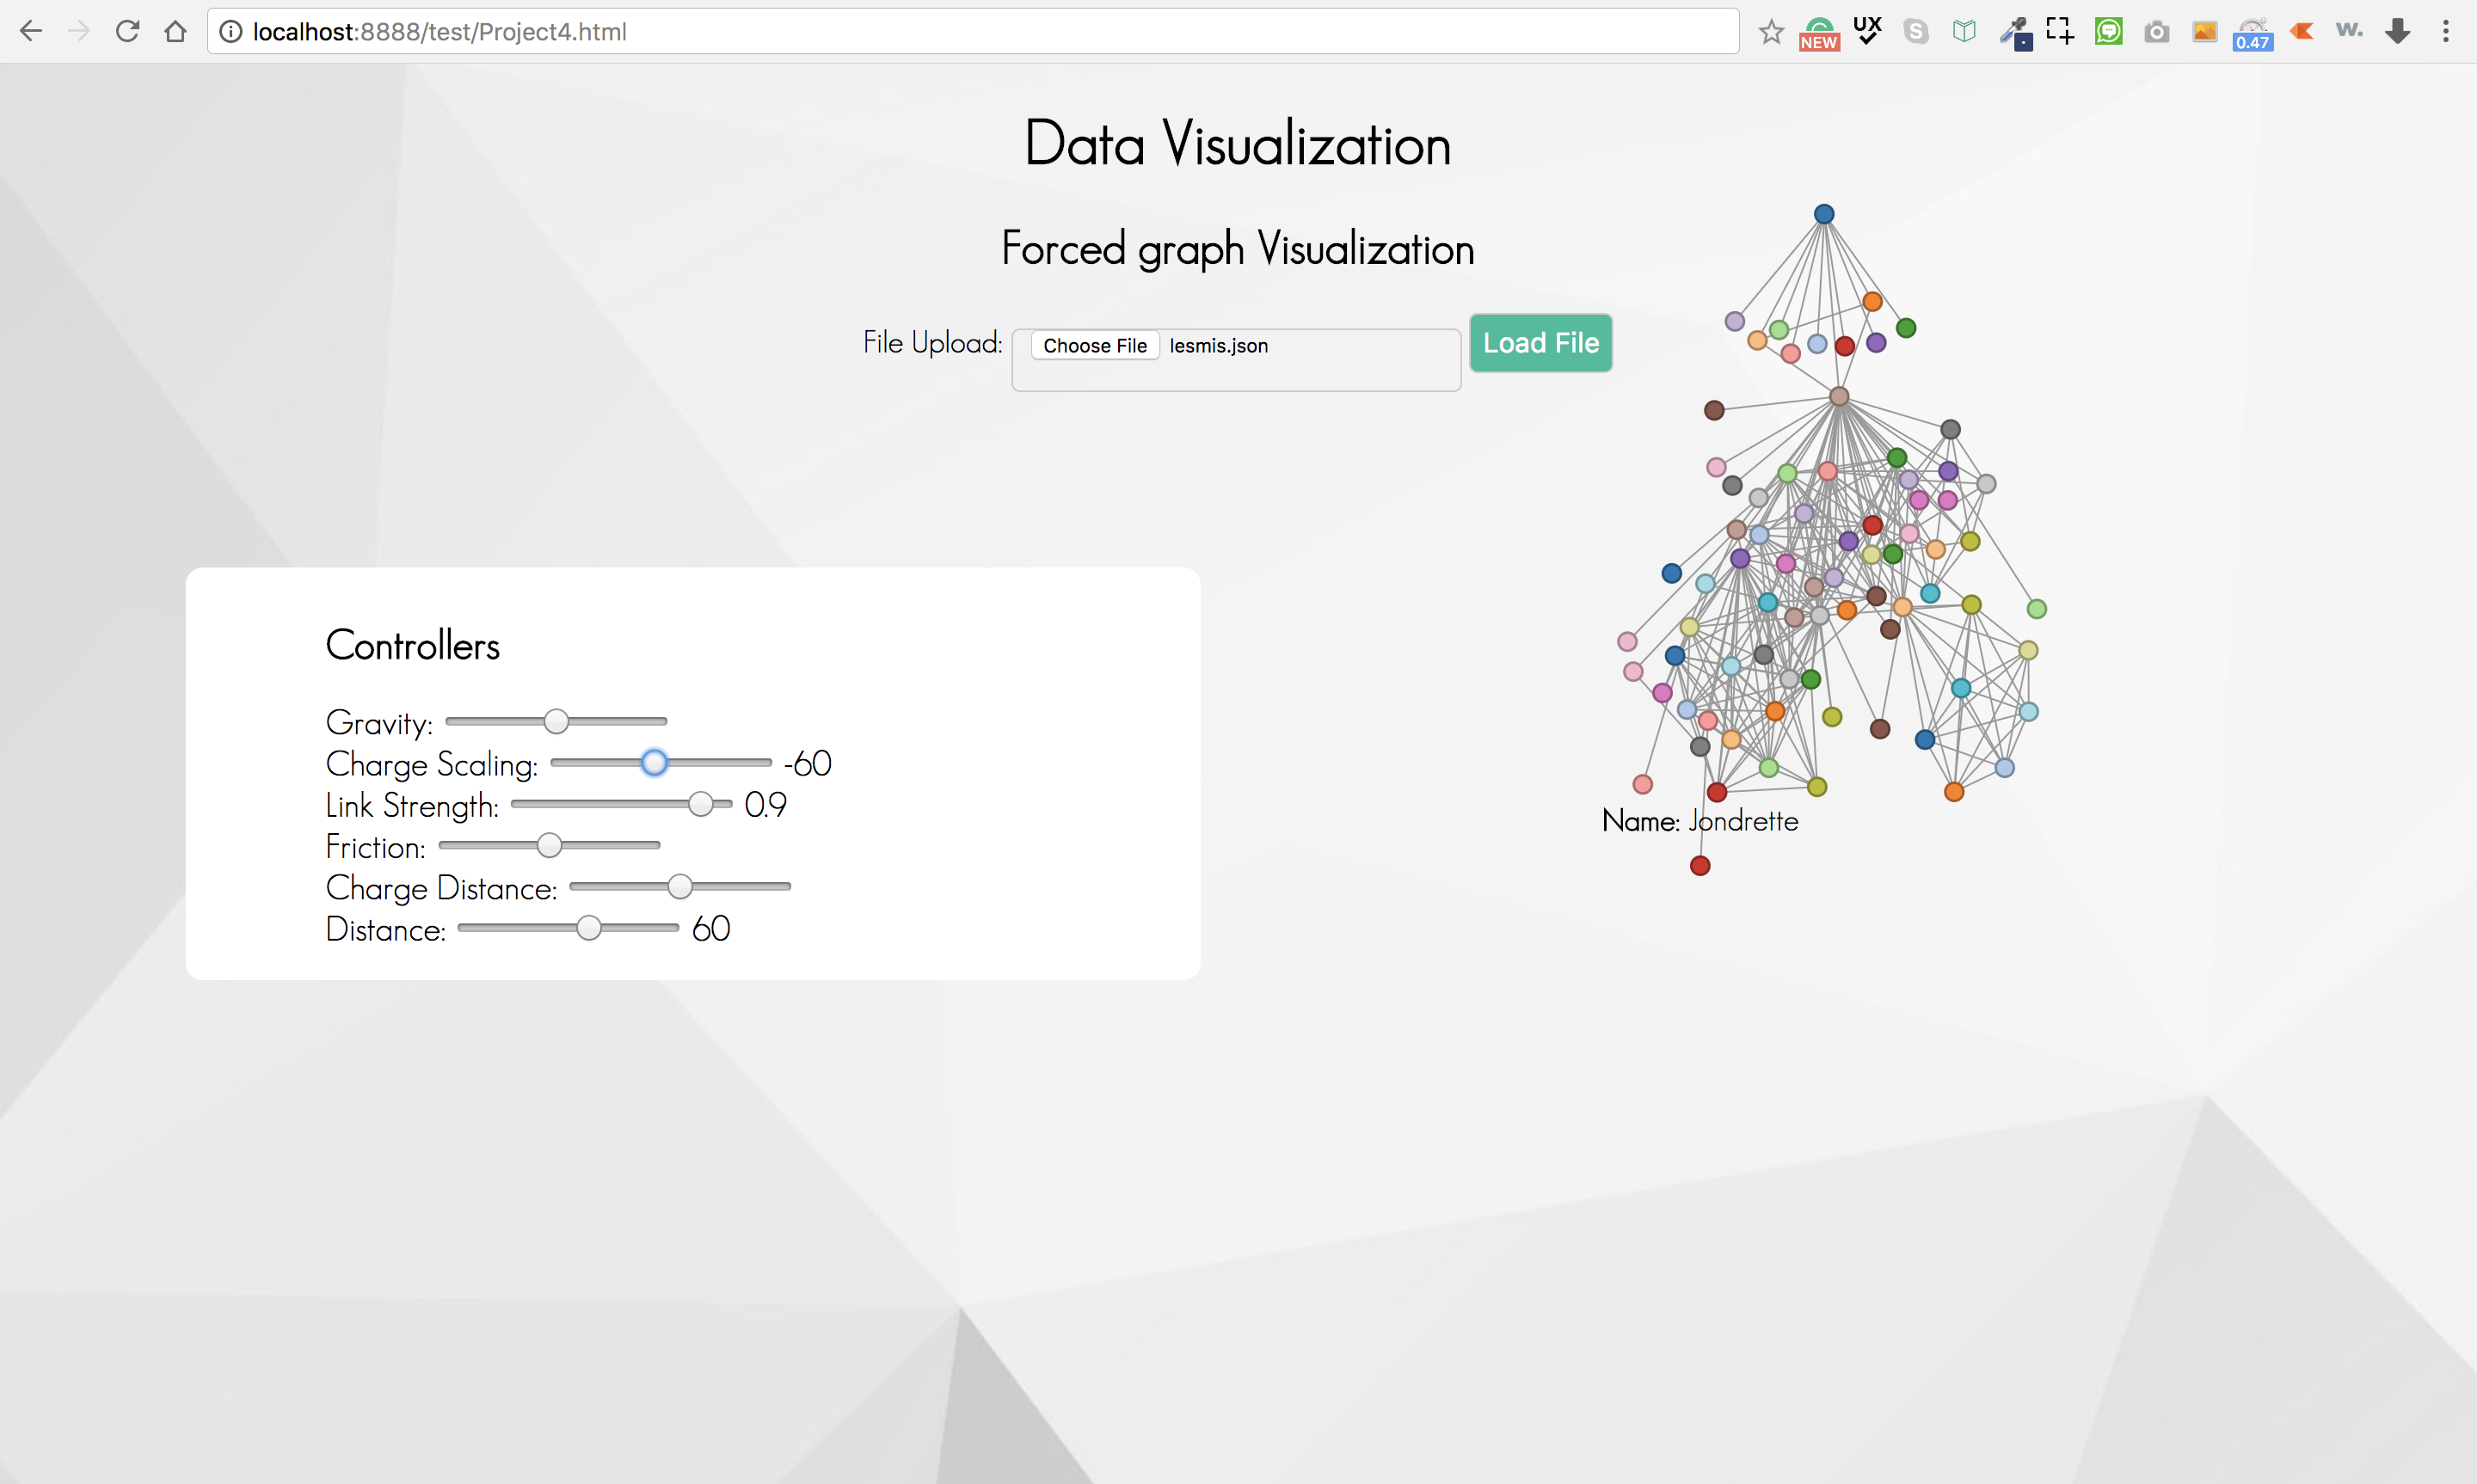 localhost:8888/test/Project4.html
NEW
UX
S
0.47
w.
Data Visualization
Forced graph Visualization
File Upload: Choose File lesmis.json Load File
Controllers
Gravity:
Charge Scaling: -60
Link Strength: 0.9
Friction:
Charge Distance:
Distance: 60
Name: Jondrette